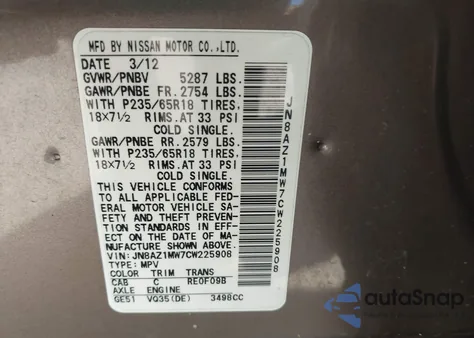 MFD BY NISSAN MOTOR CO.,LTD.
DATE 3/12
GVWR/PNBV 5287 LBS.
GAWR/PNBE FR. 2754 LBS.
WITH P235/65R18 TIRES,
18X7½ RIMS.AT 33 PSI
COLD SINGLE.
GAWR/PNBE RR. 2579 LBS.
WITH P235/65R18 TIRES,
18X7½ RIMS.AT 33 PSI
COLD SINGLE.
THIS VEHICLE CONFORMS
TO ALL APPLICABLE FED-
ERAL MOTOR VEHICLE SA-
FETY AND THEFT PREVEN-
TION STANDARDS IN EFF-
ECT ON THE DATE OF MA-
NUFACTURE SHOWN ABOVE.
VIN:JN8AZ1MW7CW225908
TYPE: MPV
COLOR TRIM TRANS
CAB C RE0F09B
AXLE ENGINE
GE51 VQ35(DE) 3498CC
JN8AZ1MW7CW225908
autoSnap